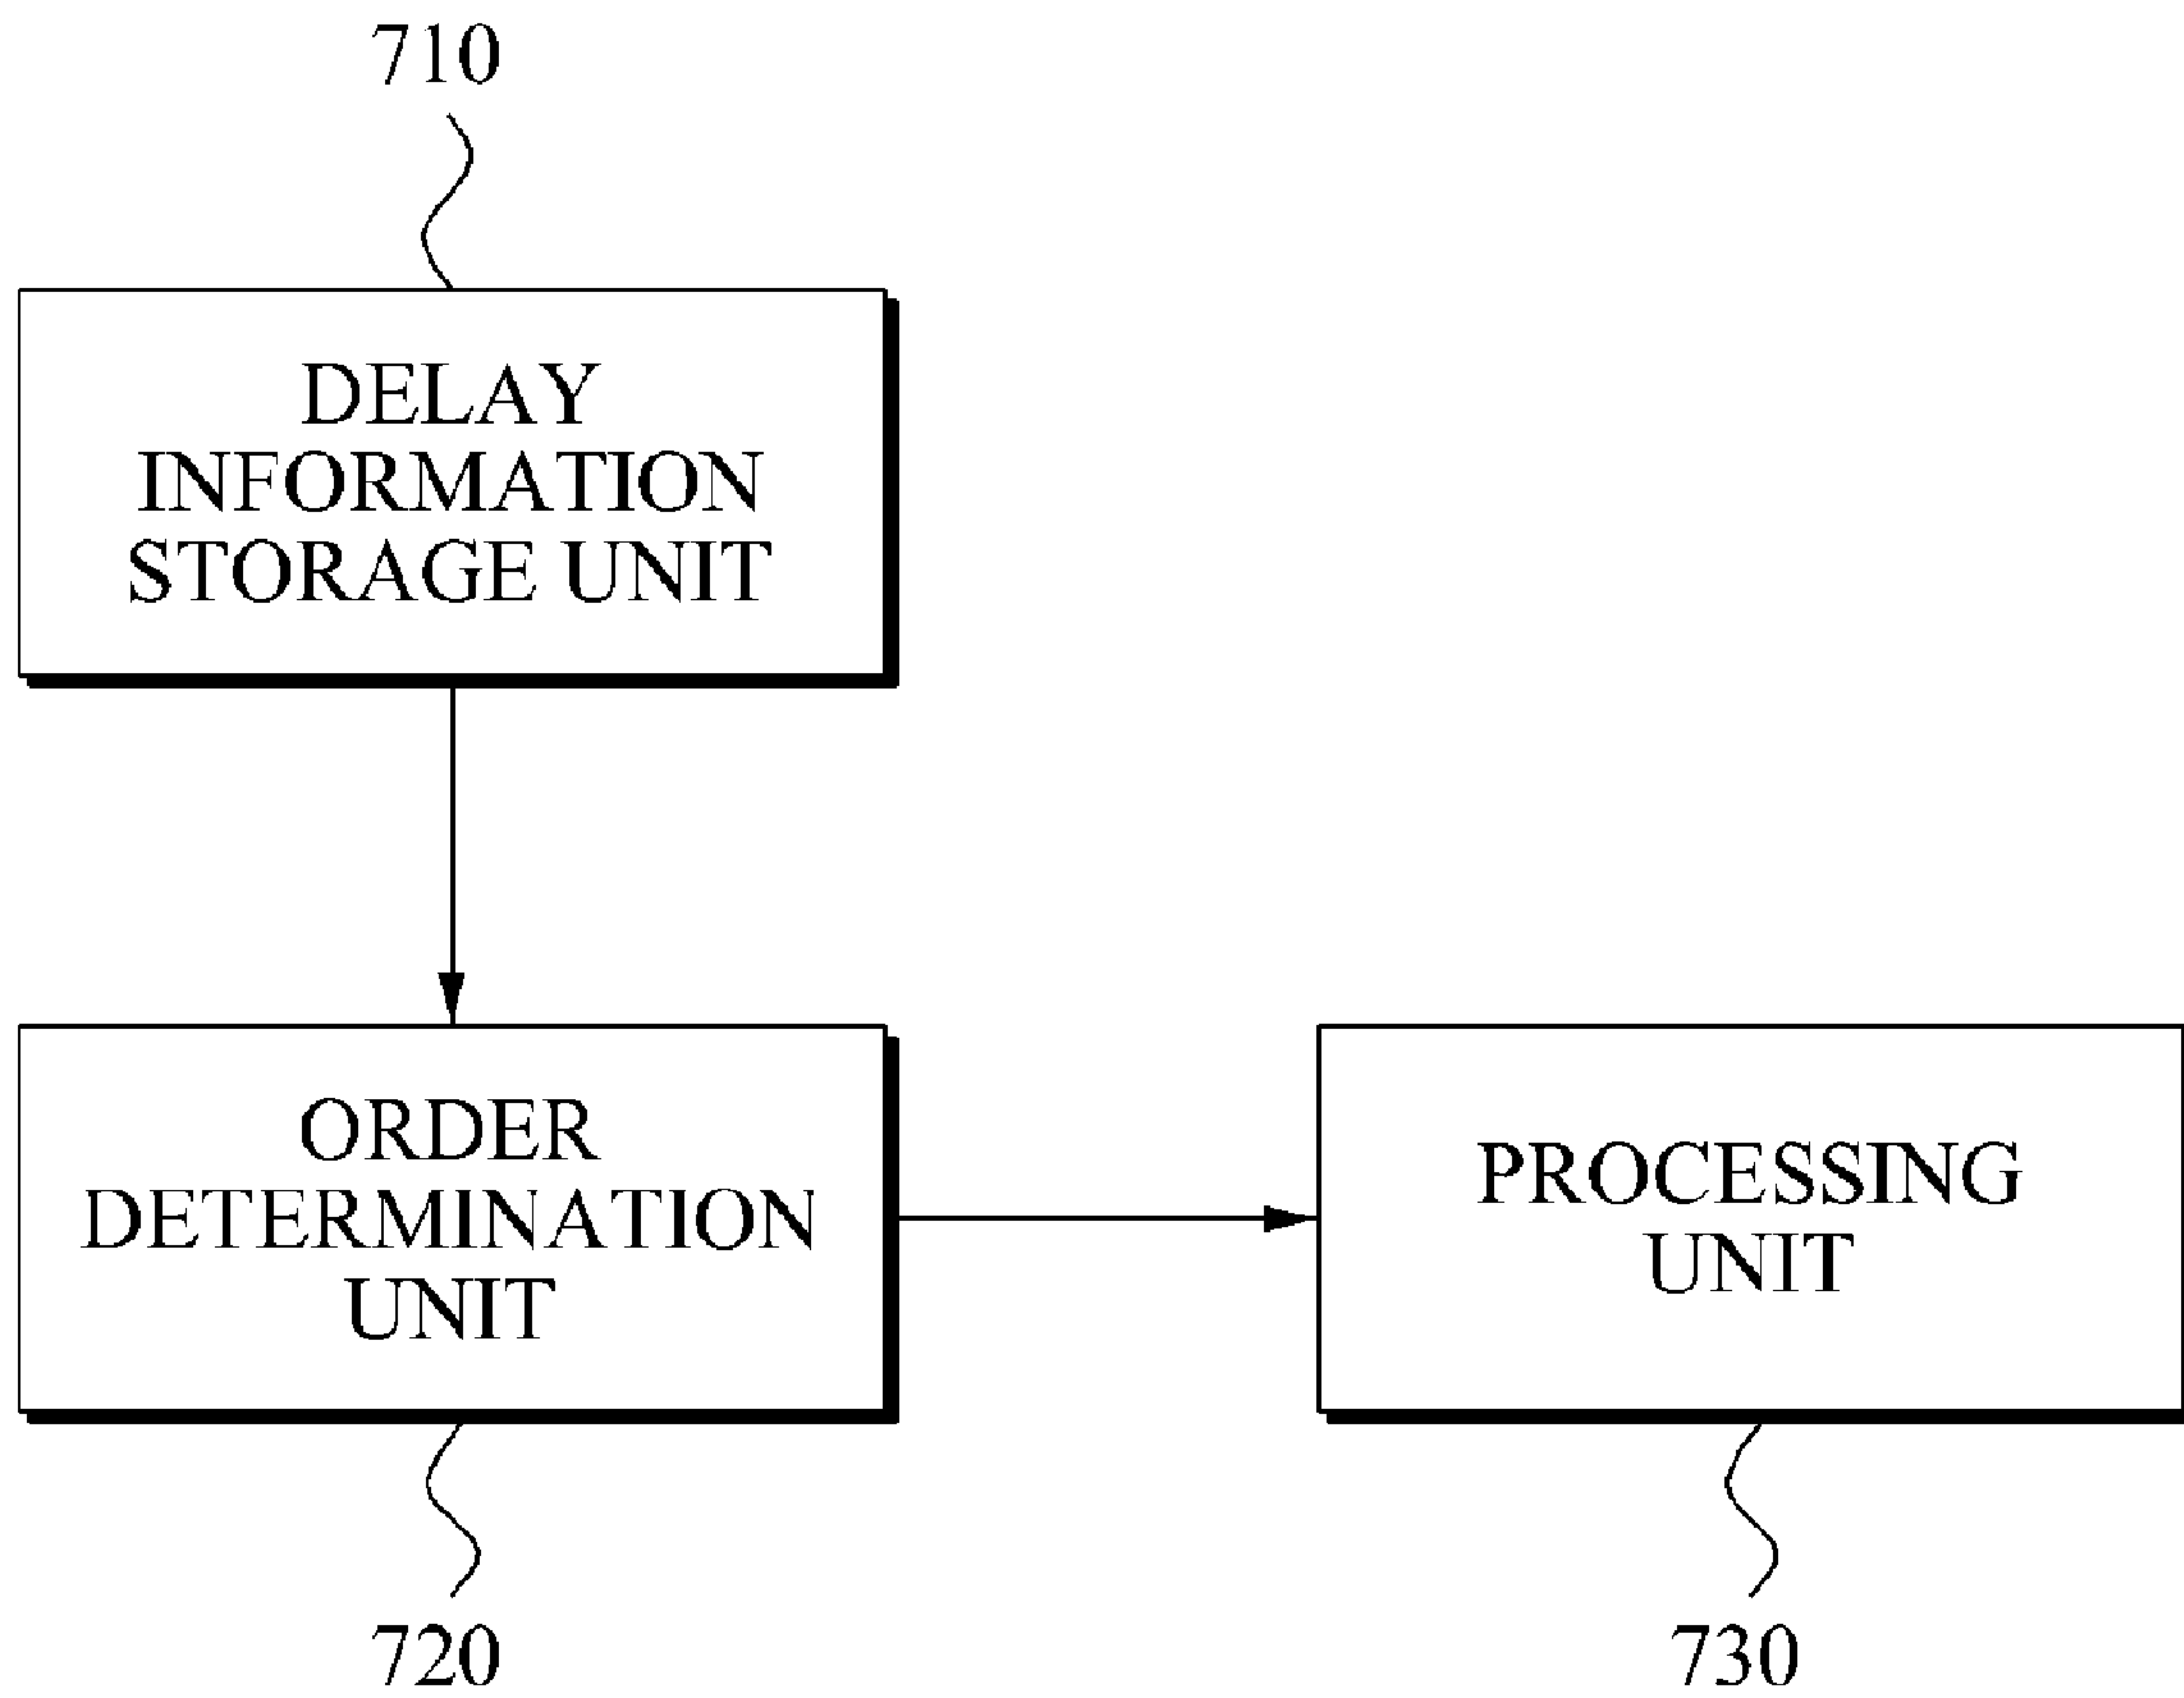 710
DELAY
INFORMATION
STORAGE UNIT
ORDER
DETERMINATION
UNIT
PROCESSING
UNIT
720
730